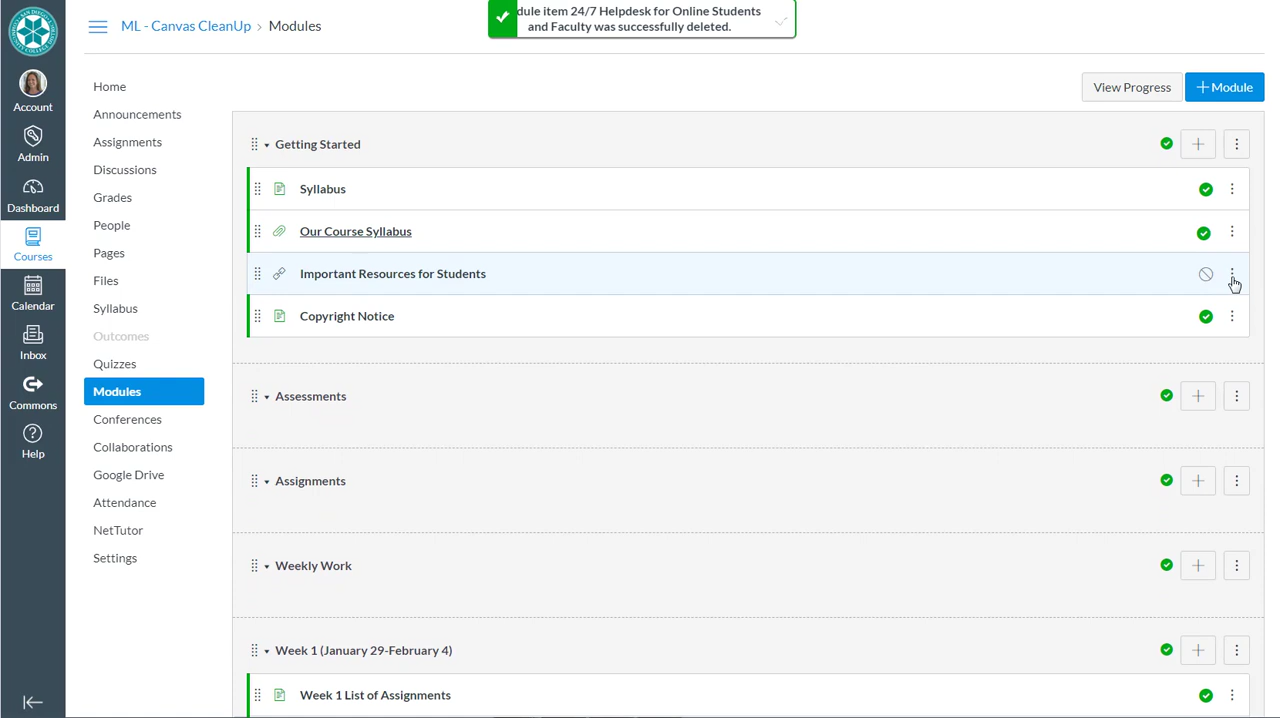 dule item 24/7 Helpdesk for Online Students
and Faculty was successfully deleted.
ML - Canvas CleanUp › Modules
Account
Admin
Dashboard
Courses
Calendar
Inbox
Commons
Help
Home
Announcements
Assignments
Discussions
Grades
People
Pages
Files
Syllabus
Outcomes
Quizzes
Modules
Conferences
Collaborations
Google Drive
Attendance
NetTutor
Settings
View Progress
+ Module
Getting Started
Syllabus
Our Course Syllabus
Important Resources for Students
Copyright Notice
Assessments
Assignments
Weekly Work
Week 1 (January 29-February 4)
Week 1 List of Assignments